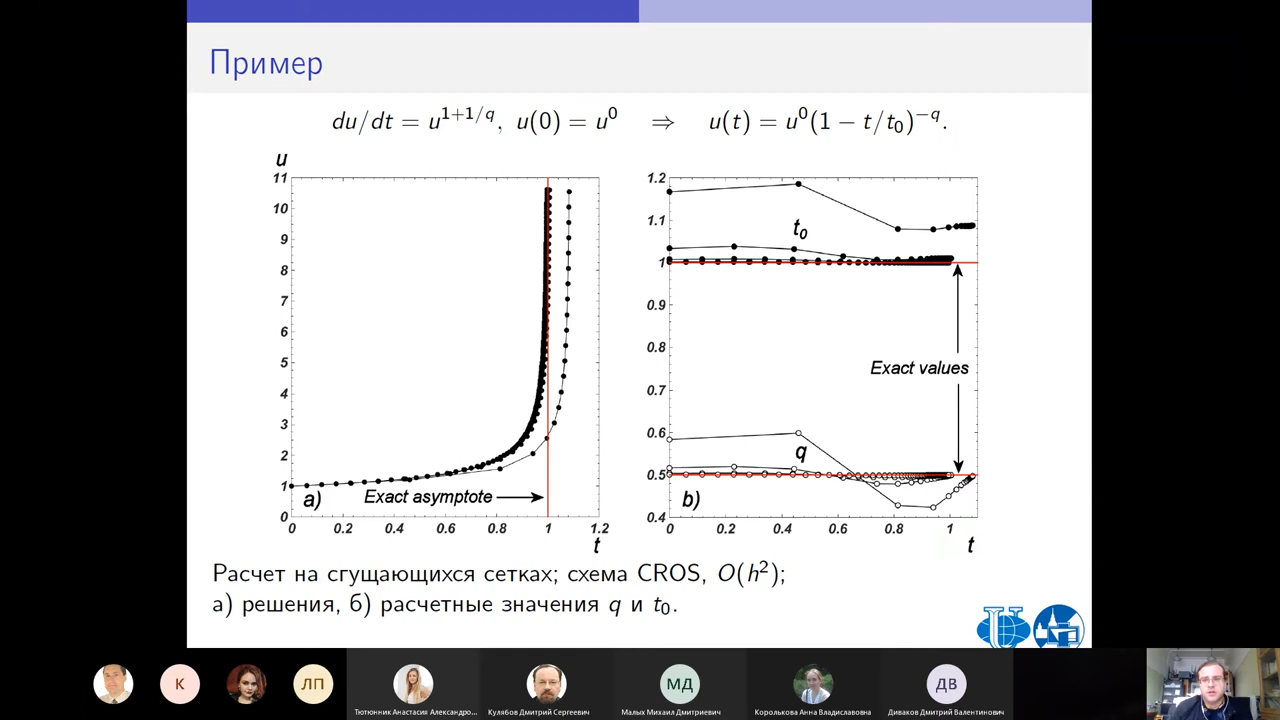 Пример
du/dt = u^{1+1/q}, u(0) = u^0 ⇒ u(t) = u^0(1 − t/t_0)^{−q}.
u
11
10
9
8
7
6
5
4
3
2
1
0
0 0.2 0.4 0.6 0.8 1 1.2
t
a)
Exact asymptote
1.2
1.1
1
0.9
0.8
0.7
0.6
0.5
0.4
0 0.2 0.4 0.6 0.8 1
t
t_0
Exact values
q
b)
Расчет на сгущающихся сетках; схема CROS, O(h^2);
а) решения, б) расчетные значения q и t_0.
К
ЛП
МД
ДВ
Тютюнник Анастасия Александро...
Кулябов Дмитрий Сергеевич
Малых Михаил Дмитриевич
Королькова Анна Владиславовна
Диваков Дмитрий Валентинович